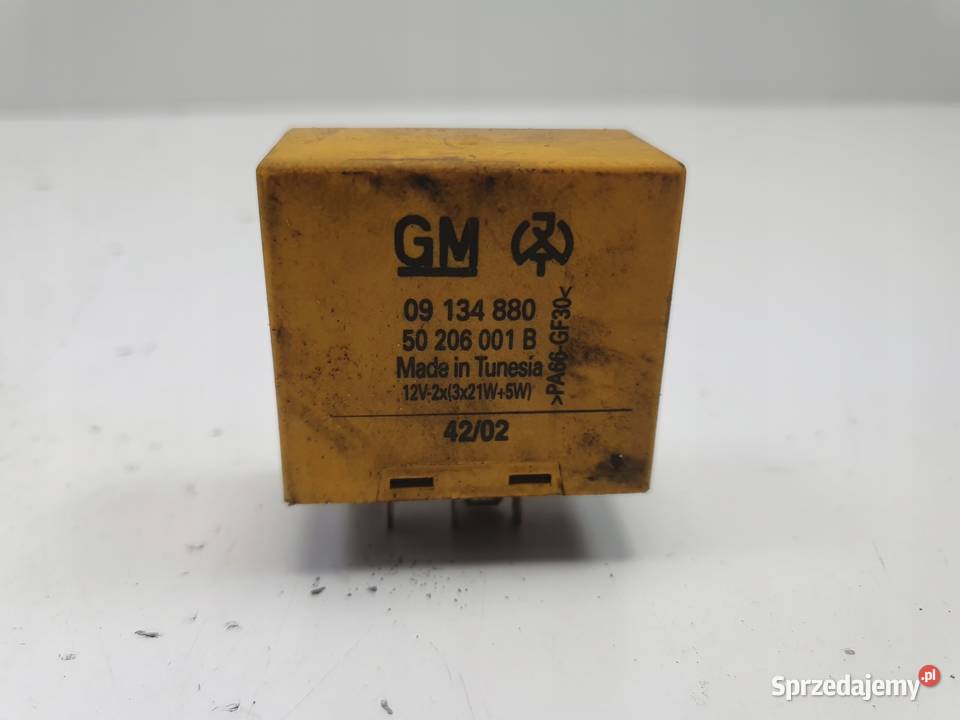 GM
09 134 880
50 206 001 B
Made in Tunesia
12V-2x(3x21W+5W)
>PA66-GF30<
42/02
Sprzedajemy.pl